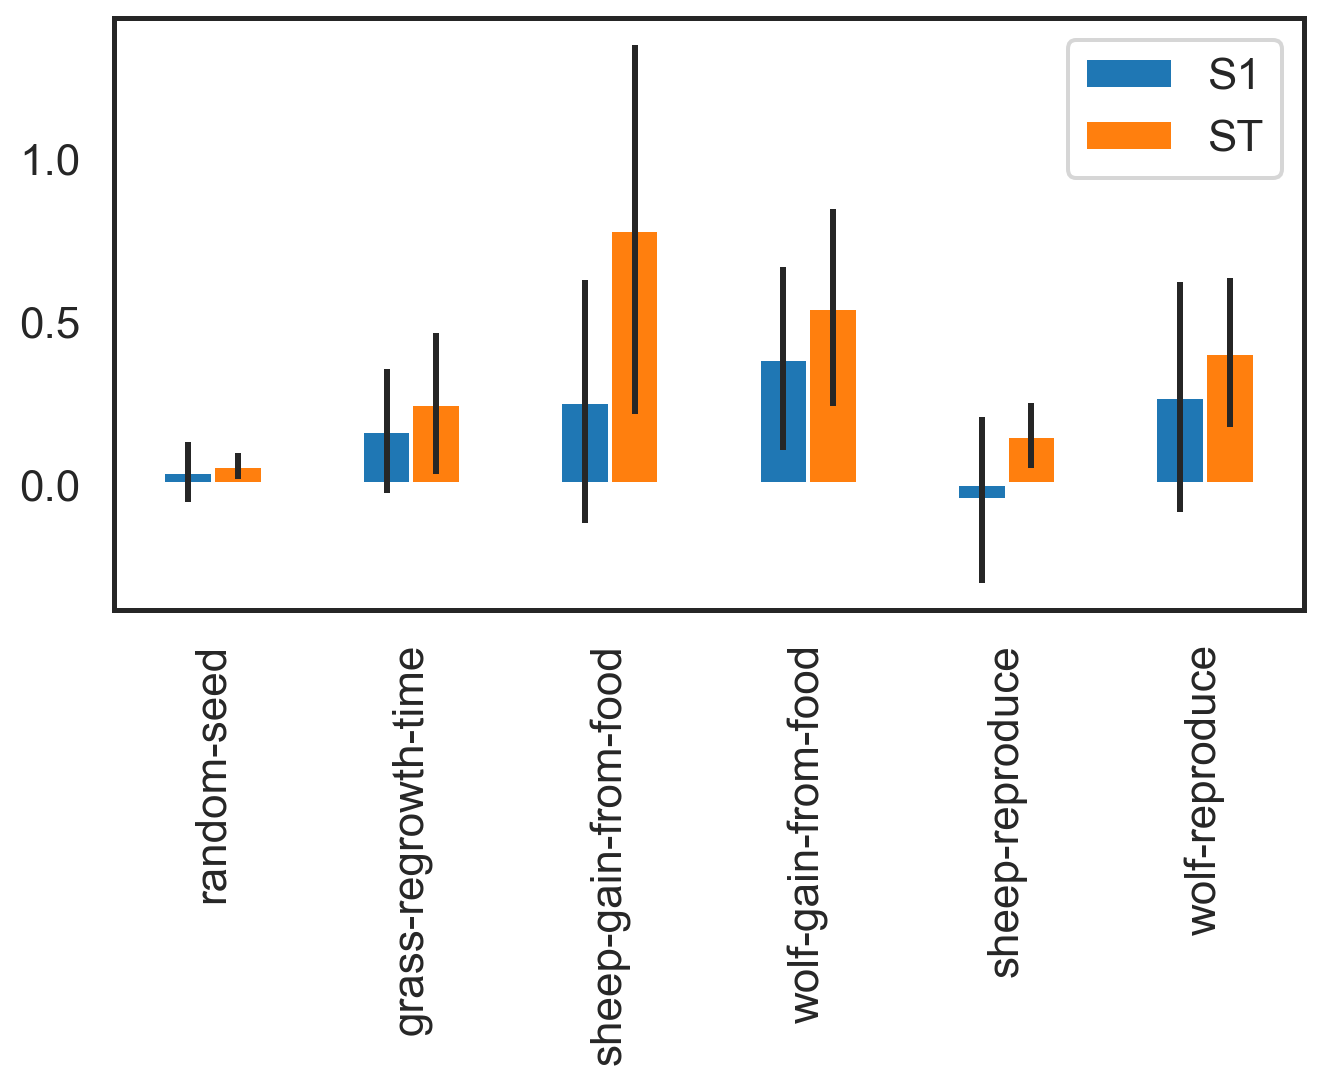 S1
ST
1.0
0.5
0.0
random-seed
grass-regrowth-time
sheep-gain-from-food
wolf-gain-from-food
sheep-reproduce
wolf-reproduce